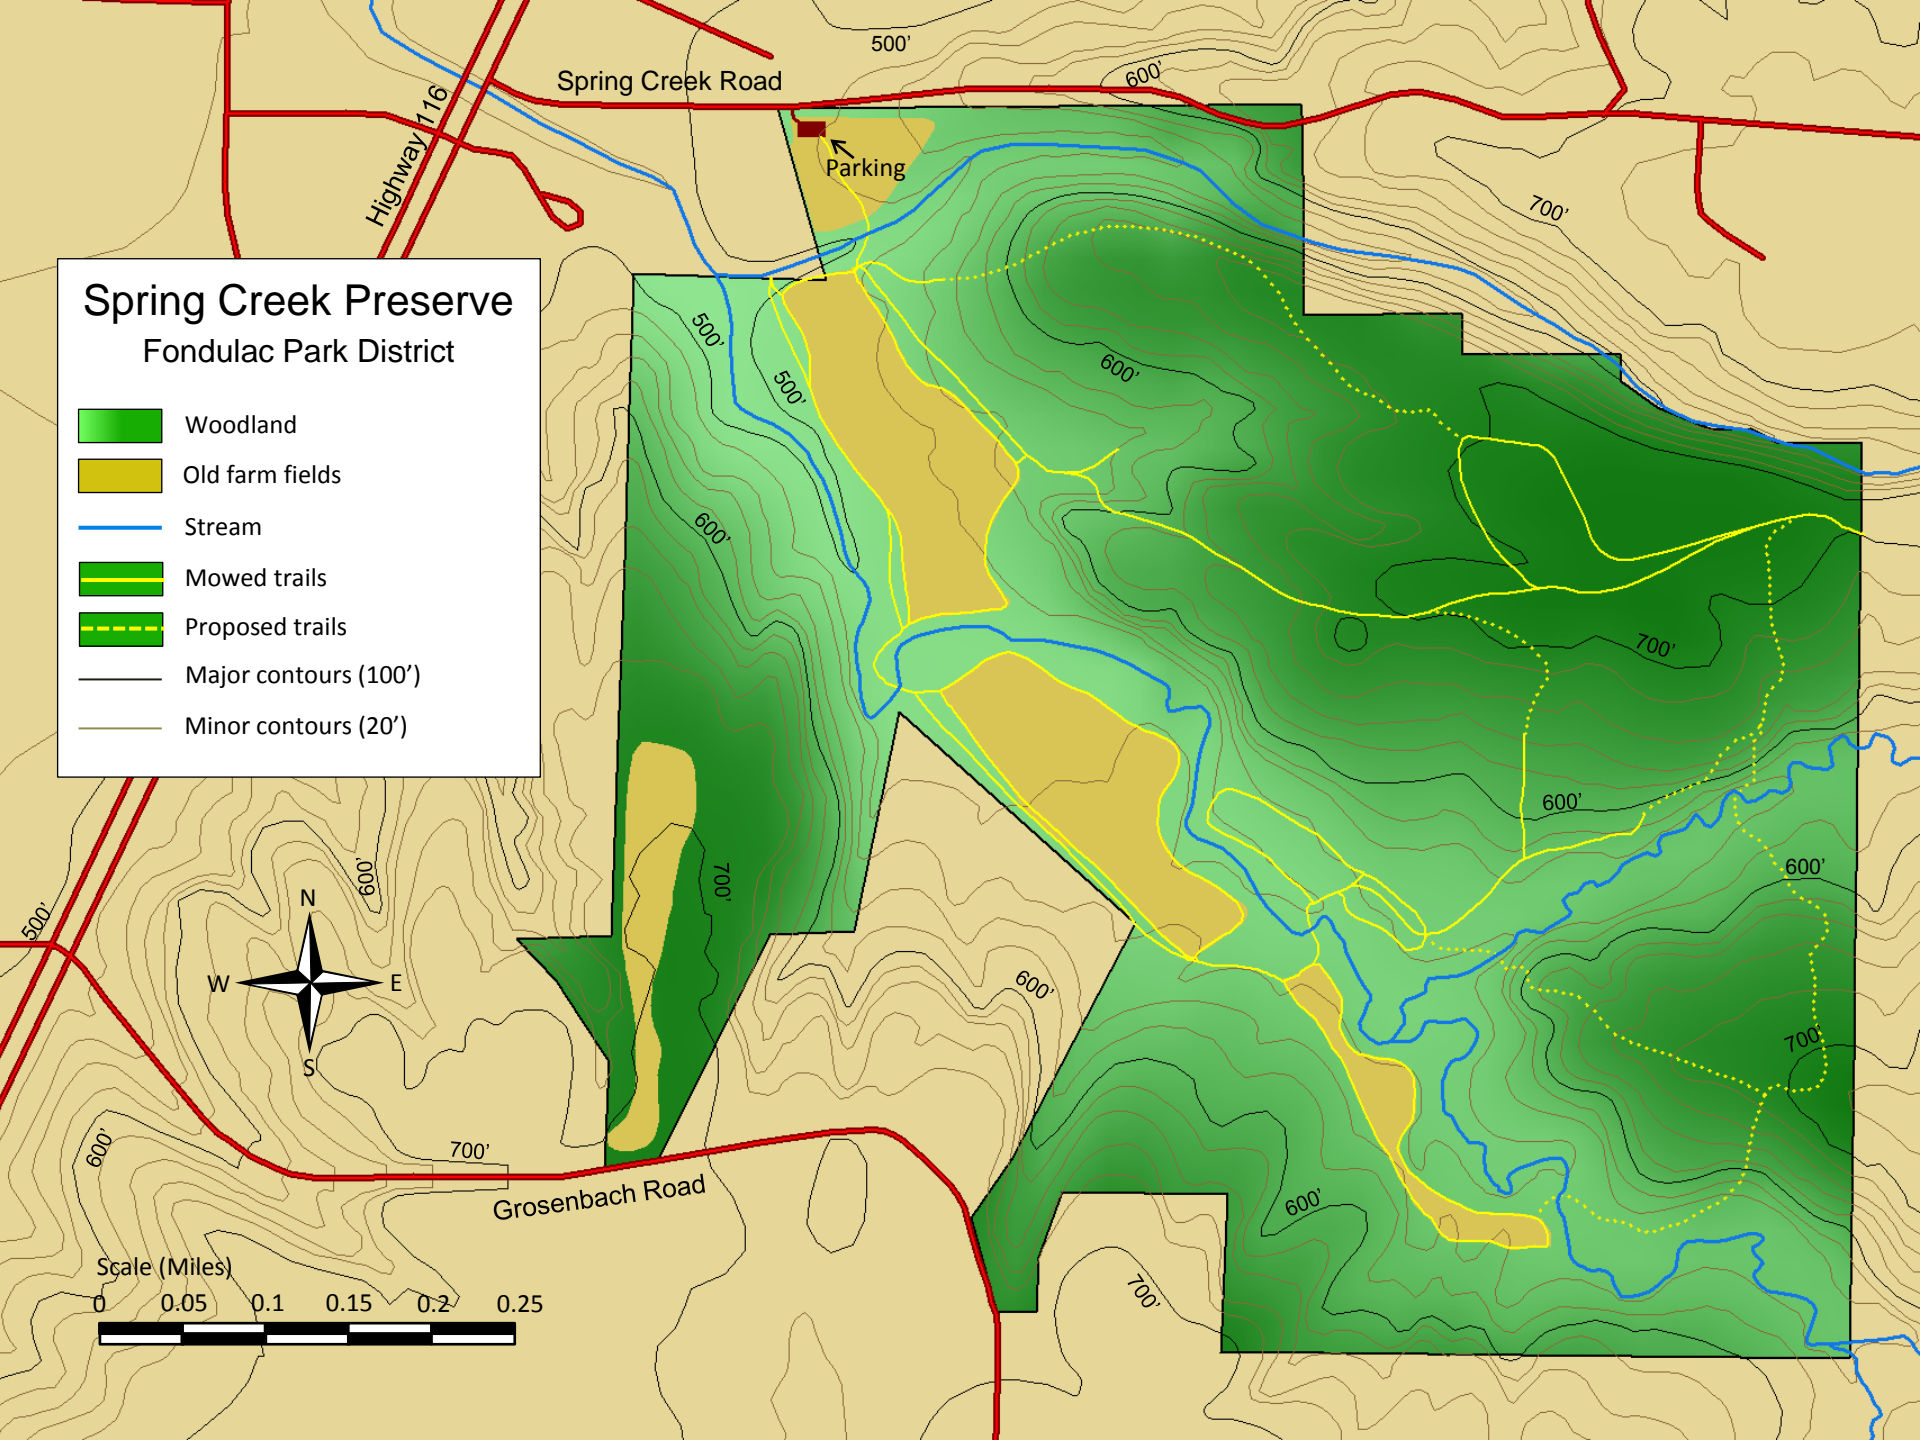 500'
Spring Creek Road
600'
Highway 116
Parking
700'
Spring Creek Preserve
Fondulac Park District
Woodland
Old farm fields
Stream
Mowed trails
Proposed trails
Major contours (100')
Minor contours (20')
500'
500'
600'
600'
700'
600'
600'
700'
600'
500'
N
W
E
S
600'
700'
600'
700'
Grosenbach Road
600'
700'
Scale (Miles)
0 0.05 0.1 0.15 0.2 0.25